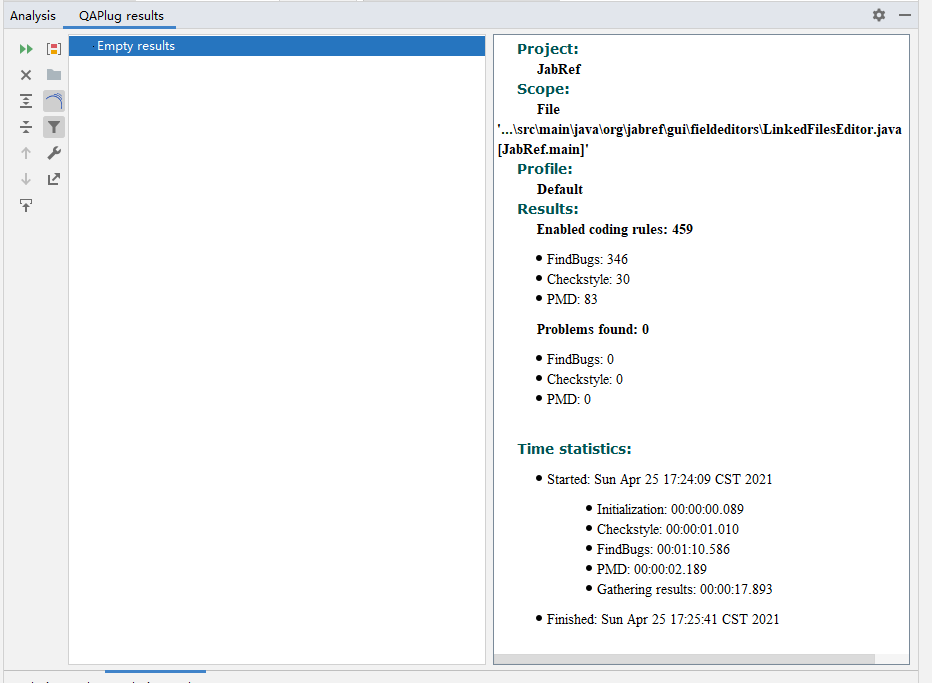 Analysis QAPlug results
Empty results
Project:
JabRef
Scope:
File
'...\src\main\java\org\jabref\gui\fieldeditors\LinkedFilesEditor.java
[JabRef.main]'
Profile:
Default
Results:
Enabled coding rules: 459
FindBugs: 346
Checkstyle: 30
PMD: 83
Problems found: 0
FindBugs: 0
Checkstyle: 0
PMD: 0
Time statistics:
Started: Sun Apr 25 17:24:09 CST 2021
Initialization: 00:00:00.089
Checkstyle: 00:00:01.010
FindBugs: 00:01:10.586
PMD: 00:00:02.189
Gathering results: 00:00:17.893
Finished: Sun Apr 25 17:25:41 CST 2021